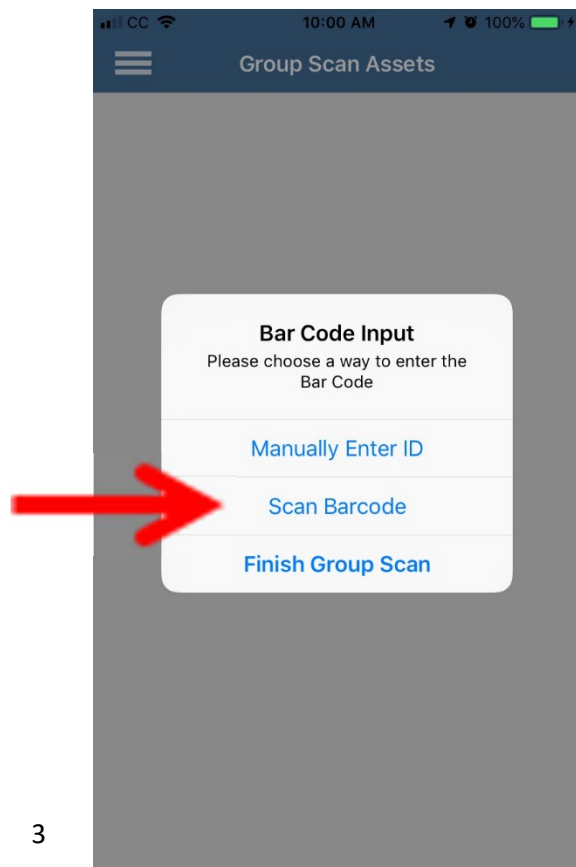 CC 10:00 AM 100%
Group Scan Assets
Bar Code Input
Please choose a way to enter the
Bar Code
Manually Enter ID
Scan Barcode
Finish Group Scan
3